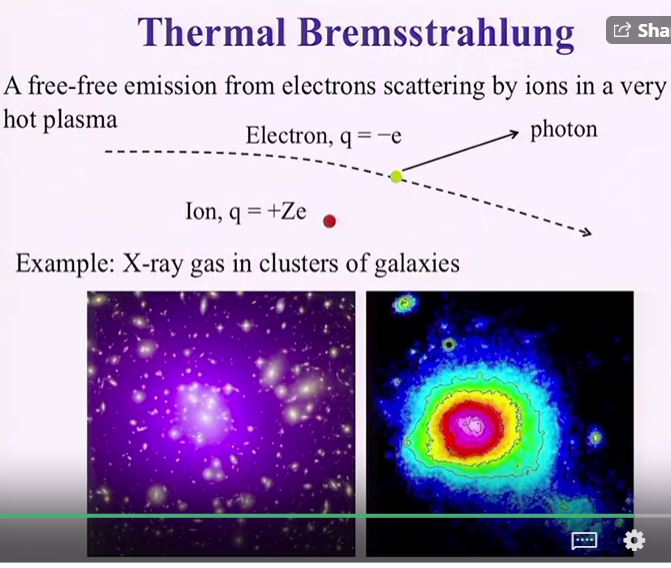 Thermal Bremsstrahlung
Sha
A free-free emission from electrons scattering by ions in a very
hot plasma
Electron, q = −e
photon
Ion, q = +Ze
Example: X-ray gas in clusters of galaxies